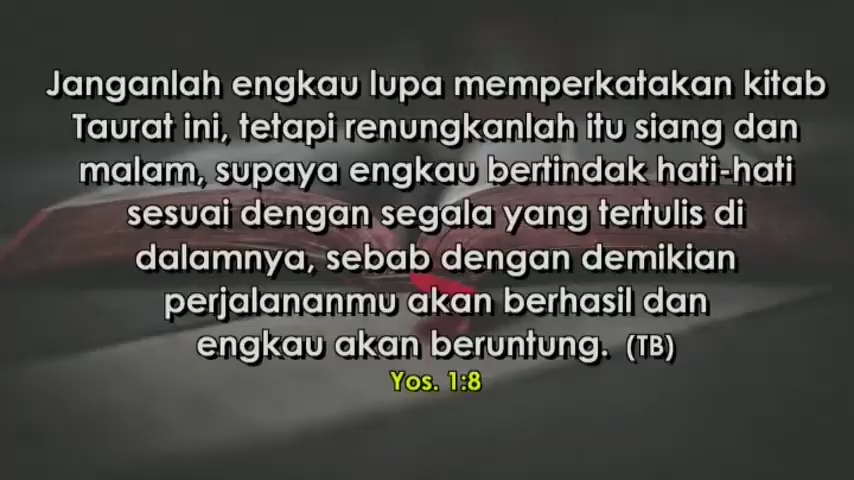 Janganlah engkau lupa memperkatakan kitab
Taurat ini, tetapi renungkanlah itu siang dan
malam, supaya engkau bertindak hati-hati
sesuai dengan segala yang tertulis di
dalamnya, sebab dengan demikian
perjalananmu akan berhasil dan
engkau akan beruntung. (TB)
Yos. 1:8